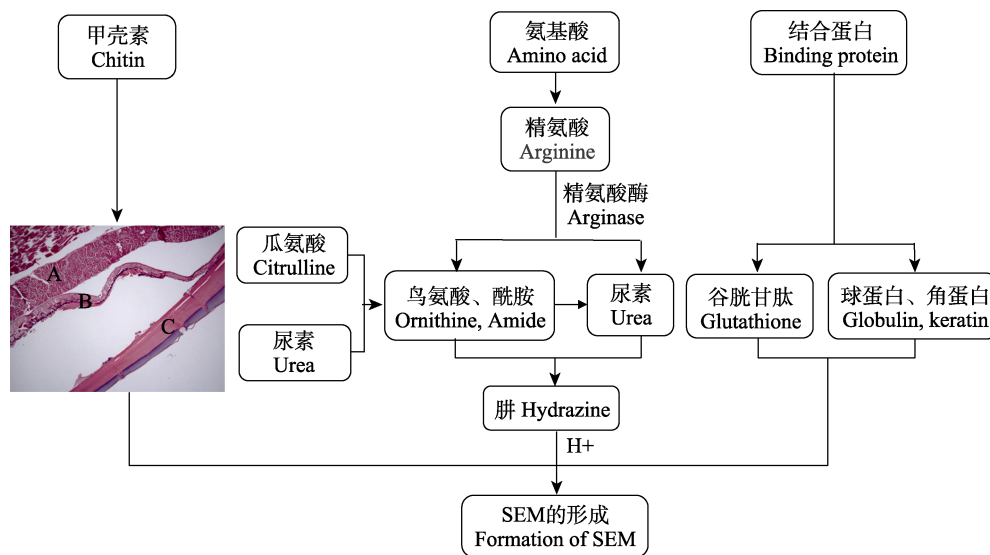 甲壳素
Chitin
氨基酸
Amino acid
结合蛋白
Binding protein
精氨酸
Arginine
精氨酸酶
Arginase
A
B
C
瓜氨酸
Citrulline
尿素
Urea
鸟氨酸、酰胺
Ornithine, Amide
尿素
Urea
谷胱甘肽
Glutathione
球蛋白、角蛋白
Globulin, keratin
肼 Hydrazine
H+
SEM的形成
Formation of SEM